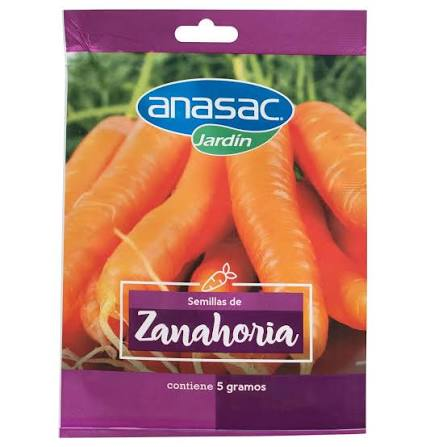 anasac
Jardín
Semillas de
Zanahoria
contiene 5 gramos